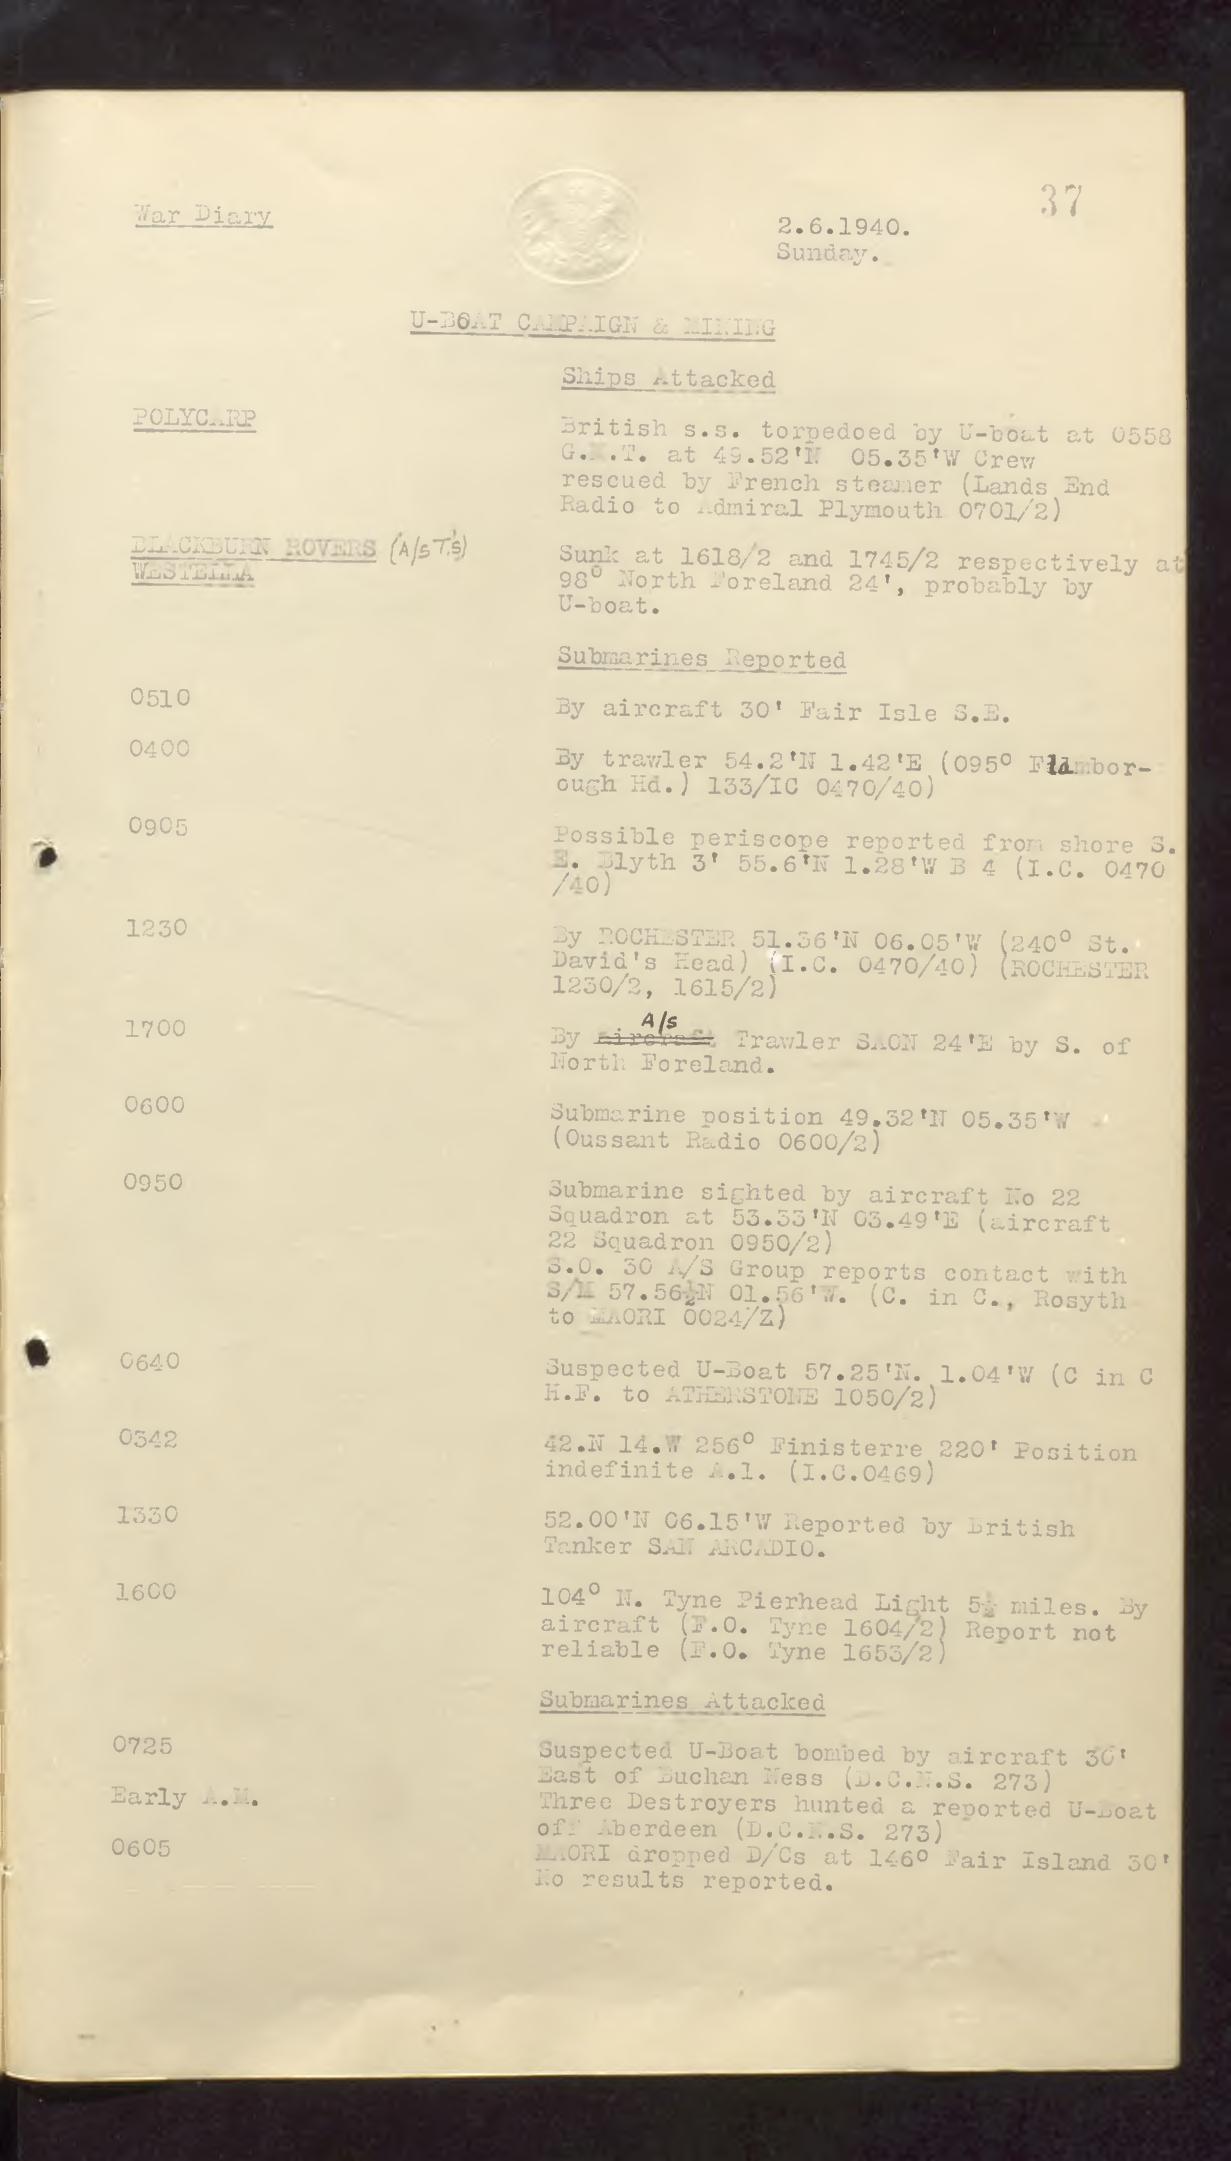 War Diary
37
2.6.1940.
Sunday.
U-BOAT CAMPAIGN & MINING
Ships Attacked
POLYCARP
British s.s. torpedoed by U-boat at 0558
G.M.T. at 49.52'N 05.35'W Crew
rescued by French steamer (Lands End
Radio to Admiral Plymouth 0701/2)
BLACKBURN ROVERS (A/S T's)
WESTELLA
Sunk at 1618/2 and 1745/2 respectively at
98° North Foreland 24', probably by
U-boat.
Submarines Reported
0510
By aircraft 30' Fair Isle S.E.
0400
By trawler 54.2'N 1.42'E (095° Flambor-
ough Hd.) 133/IC 0470/40)
0905
Possible periscope reported from shore S.
E. Blyth 3' 55.6'N 1.28'W B 4 (I.C. 0470
/40)
1230
By ROCHESTER 51.36'N 06.05'W (240° St.
David's Head) (I.C. 0470/40) (ROCHESTER
1230/2, 1615/2)
1700
A/S
By aircraft Trawler SAON 24'E by S. of
North Foreland.
0600
Submarine position 49.32'N 05.35'W
(Oussant Radio 0600/2)
0950
Submarine sighted by aircraft No 22
Squadron at 53.33'N 03.49'E (aircraft
22 Squadron 0950/2)
S.O. 30 A/S Group reports contact with
S/M 57.56½N 01.56'W. (C. in C., Rosyth
to MAORI 0024/2)
0640
Suspected U-Boat 57.25'N. 1.04'W (C in C
H.F. to ATHERSTONE 1050/2)
0342
42.N 14.W 256° Finisterre 220' Position
indefinite A.1. (I.C.0469)
1330
52.00'N 06.15'W Reported by British
Tanker SAN ARCADIO.
1600
104° N. Tyne Pierhead Light 5½ miles. By
aircraft (F.O. Tyne 1604/2) Report not
reliable (F.O. Tyne 1653/2)
Submarines Attacked
0725
Suspected U-Boat bombed by aircraft 30'
East of Buchan Ness (D.C.N.S. 273)
Early A.M.
Three Destroyers hunted a reported U-Boat
off Aberdeen (D.C.N.S. 273)
0605
MAORI dropped D/Cs at 146° Fair Island 30'
No results reported.